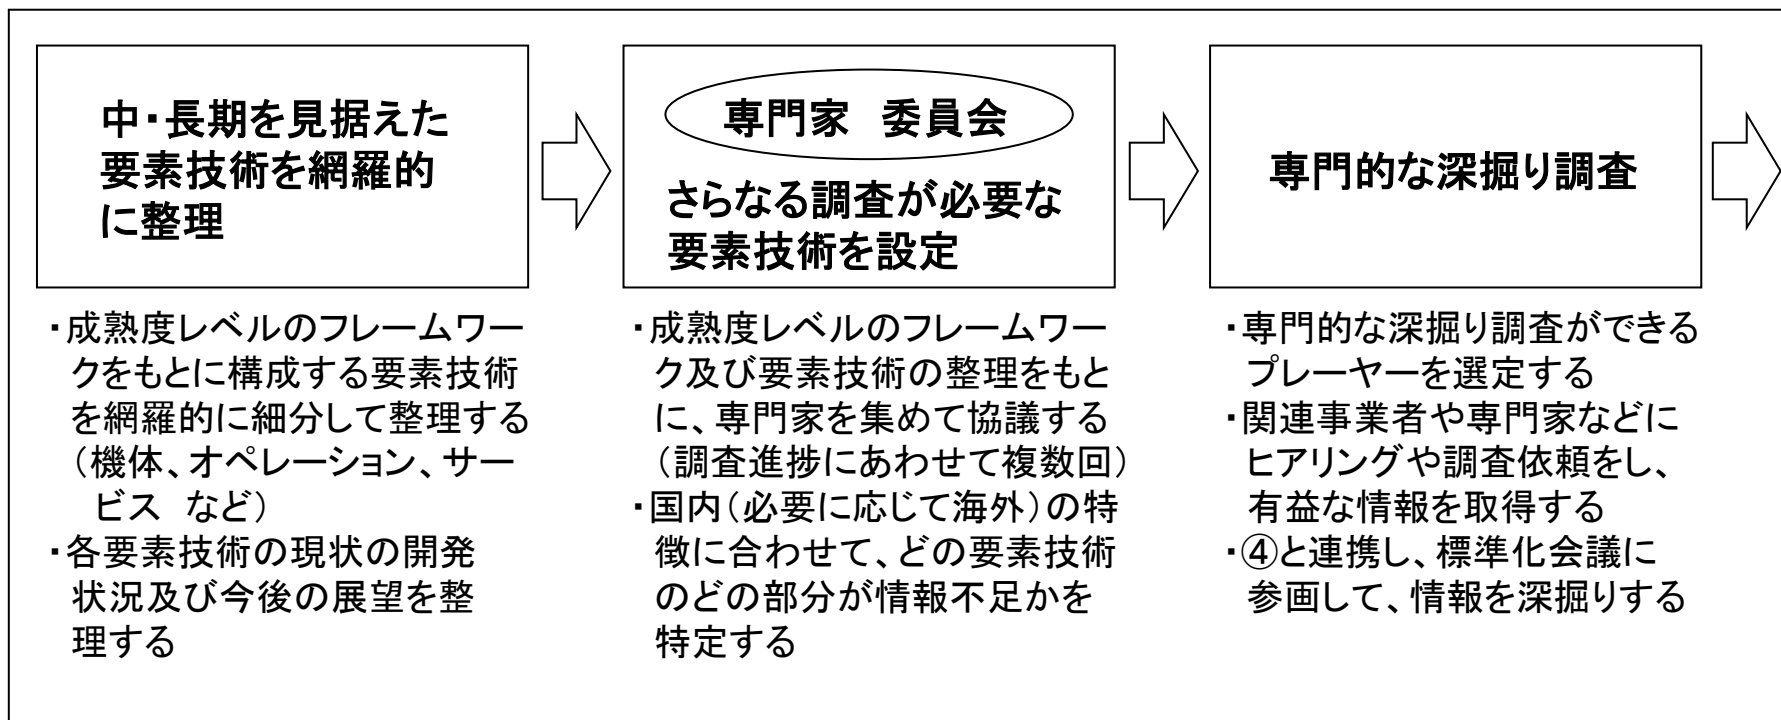 中・長期を見据えた
要素技術を網羅的
に整理
・成熟度レベルのフレームワー
クをもとに構成する要素技術
を網羅的に細分して整理する
（機体、オペレーション、サー
ビス　など）
・各要素技術の現状の開発
状況及び今後の展望を整
理する
専門家　委員会
さらなる調査が必要な
要素技術を設定
・成熟度レベルのフレームワー
ク及び要素技術の整理をもと
に、専門家を集めて協議する
（調査進捗にあわせて複数回）
・国内（必要に応じて海外）の特
徴に合わせて、どの要素技術
のどの部分が情報不足かを
特定する
専門的な深掘り調査
・専門的な深掘り調査ができる
プレーヤーを選定する
・関連事業者や専門家などに
ヒアリングや調査依頼をし、
有益な情報を取得する
・④と連携し、標準化会議に
参画して、情報を深掘りする